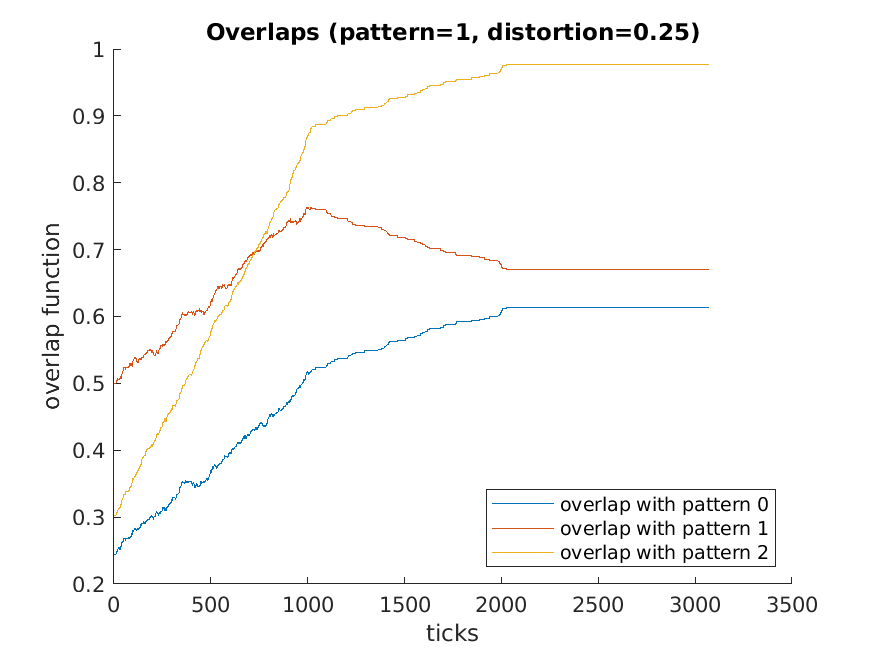 Overlaps (pattern=1, distortion=0.25)
1
0.9
0.8
0.7
0.6
0.5
0.4
0.3
0.2
overlap function
overlap with pattern 0
overlap with pattern 1
overlap with pattern 2
0 500 1000 1500 2000 2500 3000 3500
ticks